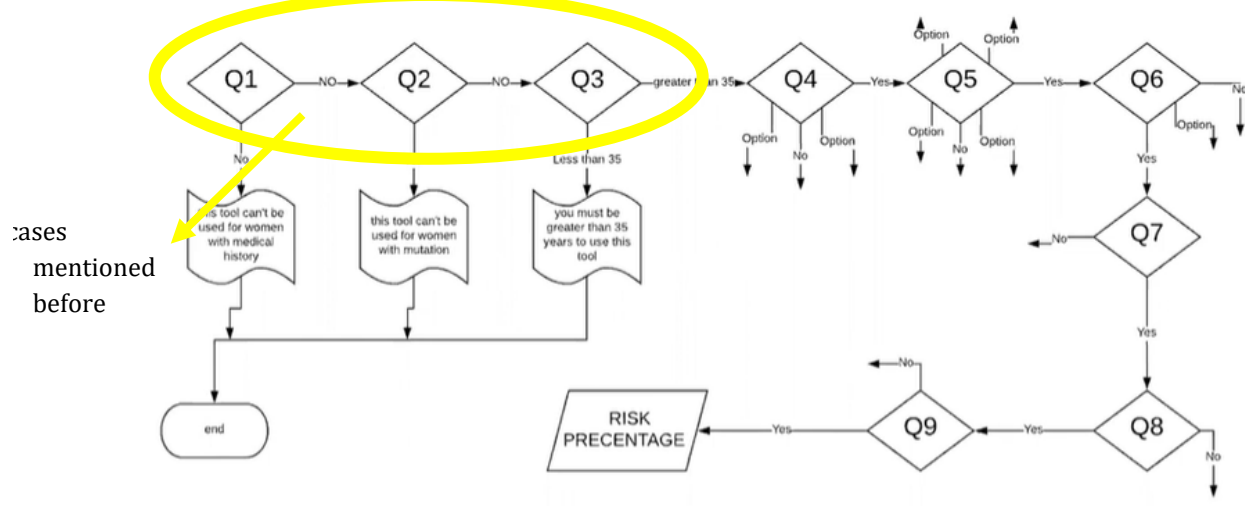 Option
Option
Q1
NO
Q2
NO
Q3
greater than 35
Q4
Yes
Q5
Yes
Q6
No
Option
No
Option
Option
No
Option
Option
Yes
No
Less than 35
this tool can't be
used for women
with medical
history
this tool can't be
used for women
with mutation
you must be
greater than 35
years to use this
tool
cases
mentioned
before
No
Q7
Yes
No
RISK
PRECENTAGE
Yes
Q9
Yes
Q8
No
end